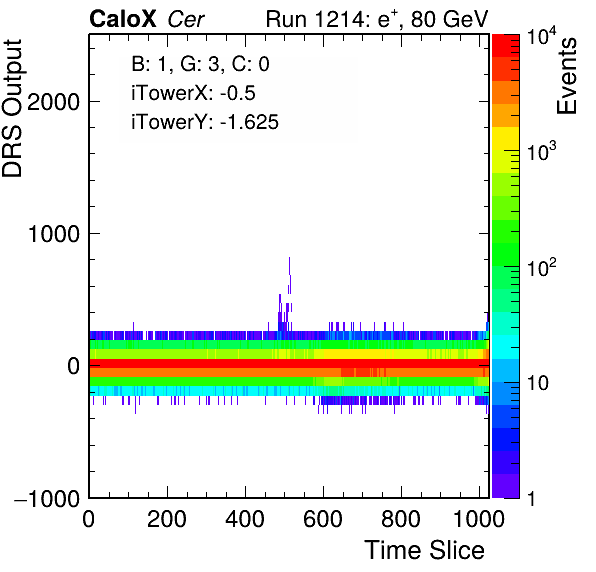 CaloX Cer Run 1214: e⁺, 80 GeV
B: 1, G: 3, C: 0
iTowerX: -0.5
iTowerY: -1.625
DRS Output
2000
1000
0
−1000
0 200 400 600 800 1000
Time Slice
Events
10⁴
10³
10²
10
1